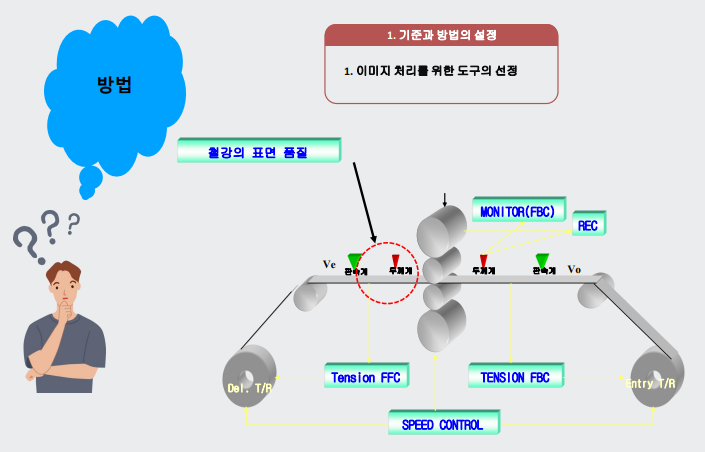 방법
1. 기준과 방법의 설정
1. 이미지 처리를 위한 도구의 선정
철강의 표면 품질
MONITOR(FBC)
REC
Ve
판속계
두께계
두께계
판속계
Vo
Del. T/R
Tension FFC
TENSION FBC
Entry T/R
SPEED CONTROL
???